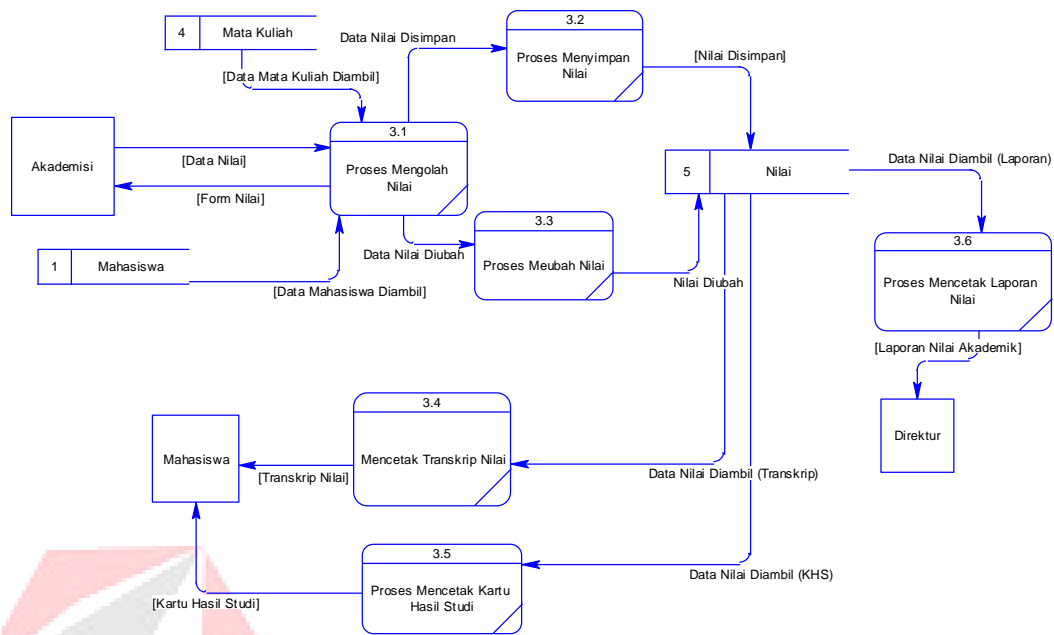 4 Mata Kuliah
Data Nilai Disimpan
3.2
Proses Menyimpan
Nilai
[Nilai Disimpan]
[Data Mata Kuliah Diambil]
Akademisi
[Data Nilai]
[Form Nilai]
3.1
Proses Mengolah
Nilai
5 Nilai
Data Nilai Diambil (Laporan)
1 Mahasiswa
[Data Mahasiswa Diambil]
Data Nilai Diubah
3.3
Proses Meubah Nilai
Nilai Diubah
3.6
Proses Mencetak Laporan
Nilai
[Laporan Nilai Akademik]
Direktur
Mahasiswa
[Transkrip Nilai]
3.4
Mencetak Transkrip Nilai
Data Nilai Diambil (Transkrip)
[Kartu Hasil Studi]
3.5
Proses Mencetak Kartu
Hasil Studi
Data Nilai Diambil (KHS)